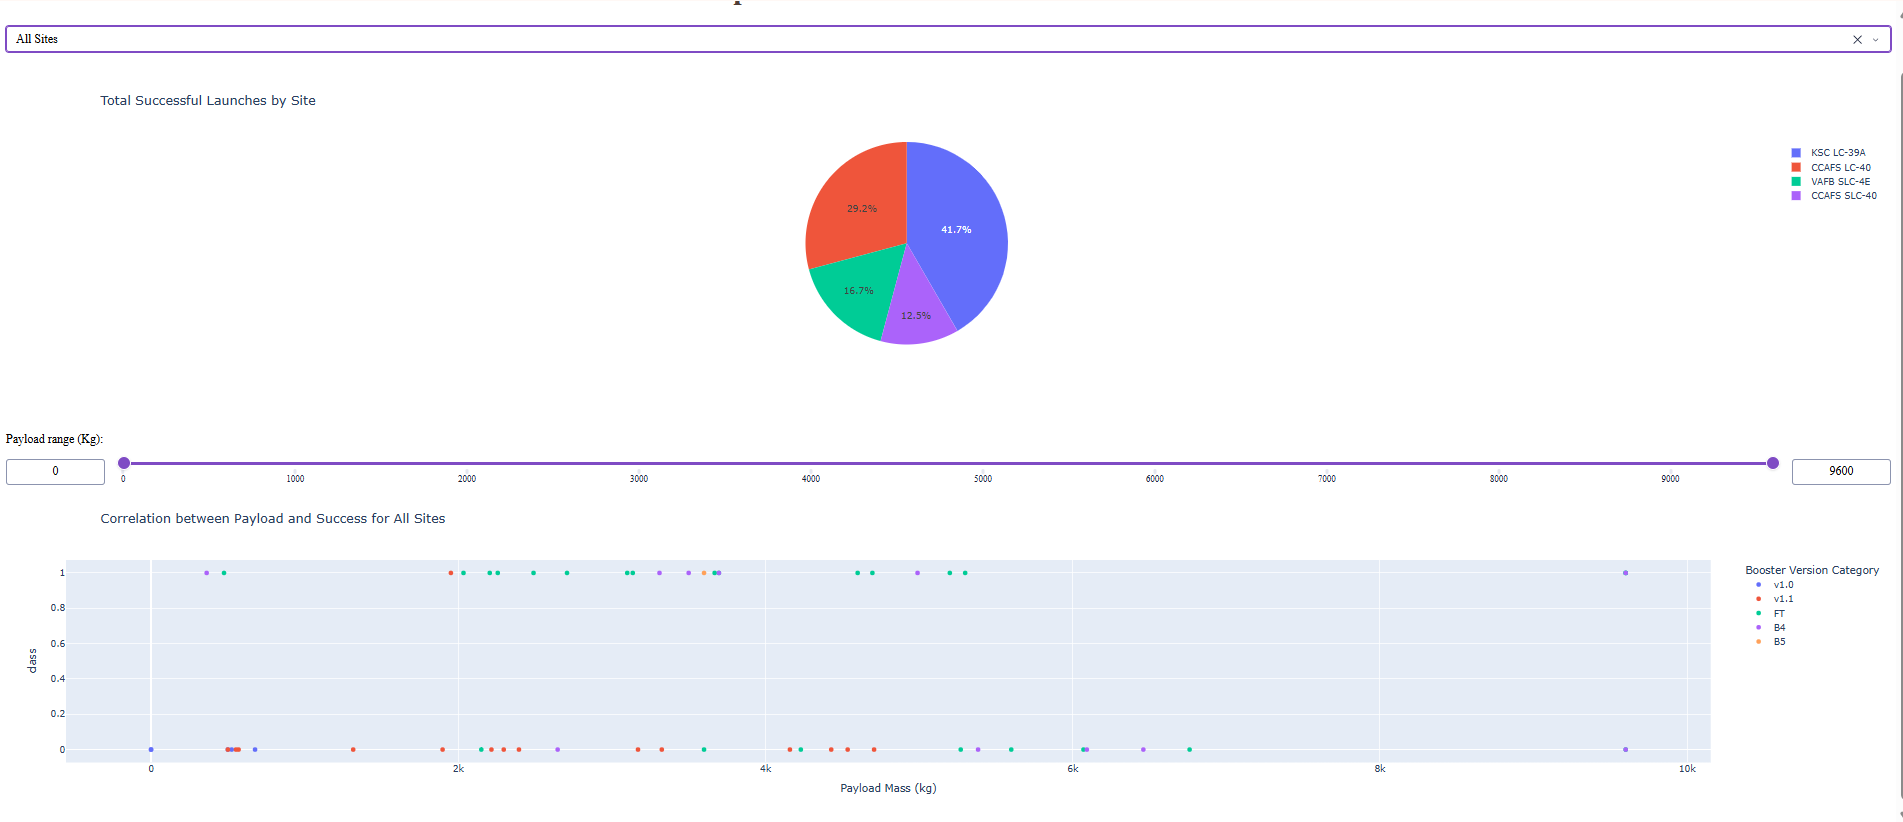 All Sites
Total Successful Launches by Site
KSC LC-39A
CCAFS LC-40
VAFB SLC-4E
CCAFS SLC-40
29.2%
41.7%
16.7%
12.5%
Payload range (Kg):
0
9600
0 1000 2000 3000 4000 5000 6000 7000 8000 9000
Correlation between Payload and Success for All Sites
Booster Version Category
v1.0
v1.1
FT
B4
B5
class
1
0.8
0.6
0.4
0.2
0
0 2k 4k 6k 8k 10k
Payload Mass (kg)